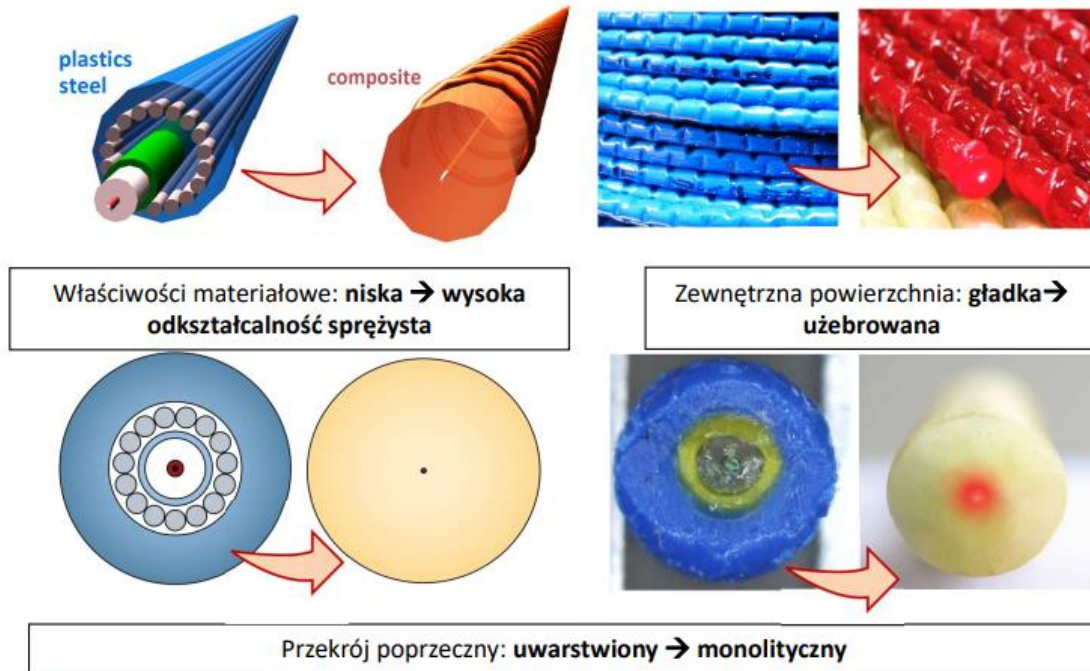 plastics
steel
composite
Właściwości materiałowe: niska → wysoka
odkształcalność sprężysta
Zewnętrzna powierzchnia: gładka→
użebrowana
Przekrój poprzeczny: uwarstwiony → monolityczny